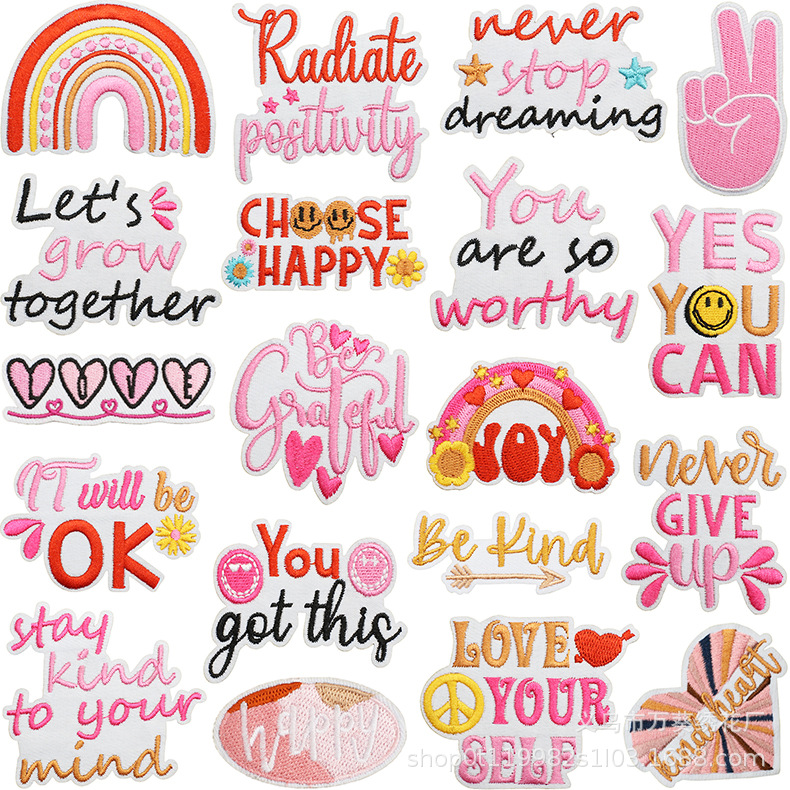 Radiate
positivity
never
stop
dreaming
Let's
grow
together
CHOOSE
HAPPY
You
are so
worthy
YES
YOU
CAN
LOVE
Be
Grateful
JOY
never
GIVE
up
IT will be
OK
You
got this
Be Kind
stay
kind
to your
mind
happy
LOVE
YOUR
SELF
kind heart
shop0t119982s1l03.1688.com